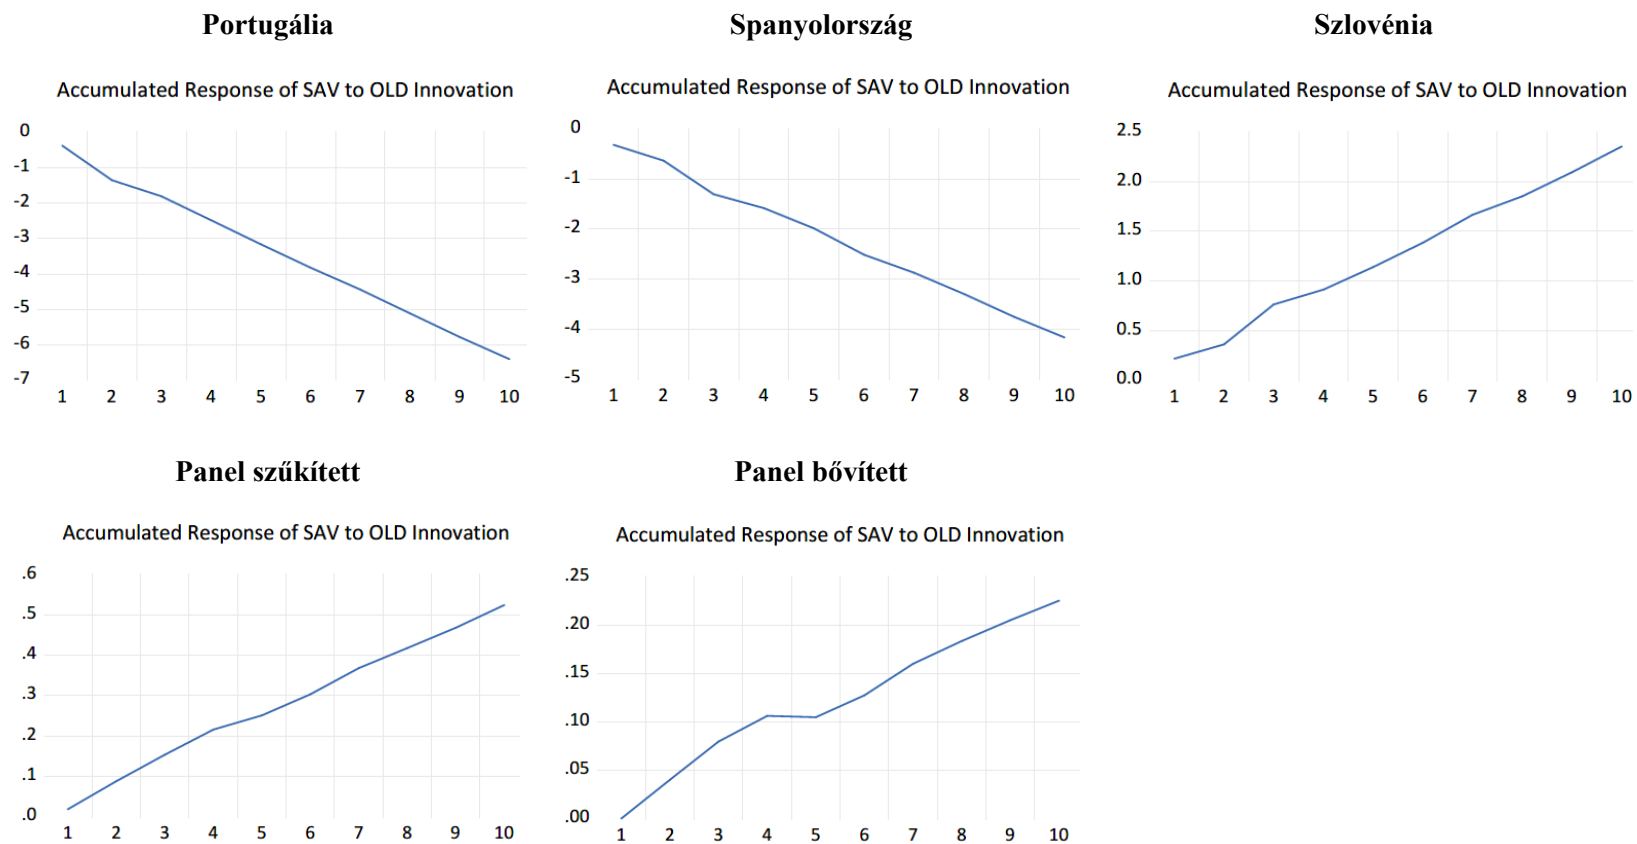 Portugália
Accumulated Response of SAV to OLD Innovation
0
-1
-2
-3
-4
-5
-6
-7
1 2 3 4 5 6 7 8 9 10
Spanyolország
Accumulated Response of SAV to OLD Innovation
0
-1
-2
-3
-4
-5
1 2 3 4 5 6 7 8 9 10
Szlovénia
Accumulated Response of SAV to OLD Innovation
2.5
2.0
1.5
1.0
0.5
0.0
1 2 3 4 5 6 7 8 9 10
Panel szűkített
Accumulated Response of SAV to OLD Innovation
.6
.5
.4
.3
.2
.1
.0
1 2 3 4 5 6 7 8 9 10
Panel bővített
Accumulated Response of SAV to OLD Innovation
.25
.20
.15
.10
.05
.00
1 2 3 4 5 6 7 8 9 10